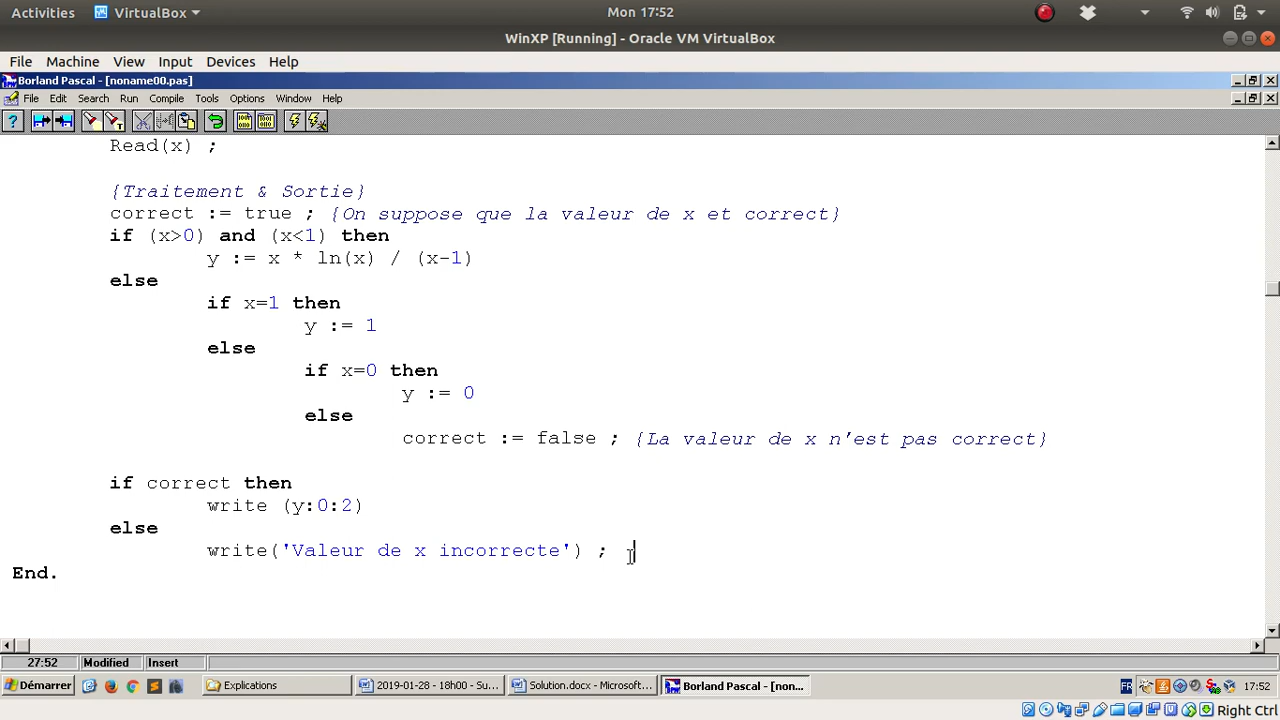 Activities VirtualBox Mon 17:52
WinXP [Running] - Oracle VM VirtualBox
File Machine View Input Devices Help
Borland Pascal - [noname00.pas]
File Edit Search Run Compile Tools Options Window Help
Read(x) ;
{Traitement & Sortie}
correct := true ; {On suppose que la valeur de x et correct}
if (x>0) and (x<1) then
y := x * ln(x) / (x-1)
else
if x=1 then
y := 1
else
if x=0 then
y := 0
else
correct := false ; {La valeur de x n'est pas correct}
if correct then
write (y:0:2)
else
write('Valeur de x incorrecte') ;
End.
27:52 Modified Insert
Démarrer Explications 2019-01-28 - 18h00 - Su... Solution.docx - Microsoft... Borland Pascal - [non... FR 17:52
Right Ctrl